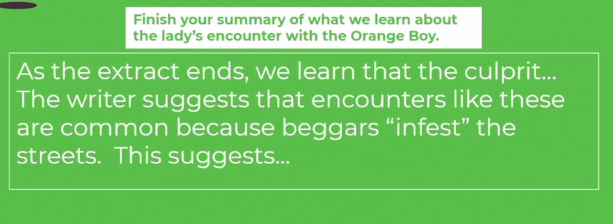 Finish your summary of what we learn about
the lady's encounter with the Orange Boy.
As the extract ends, we learn that the culprit...
The writer suggests that encounters like these
are common because beggars “infest” the
streets.  This suggests...